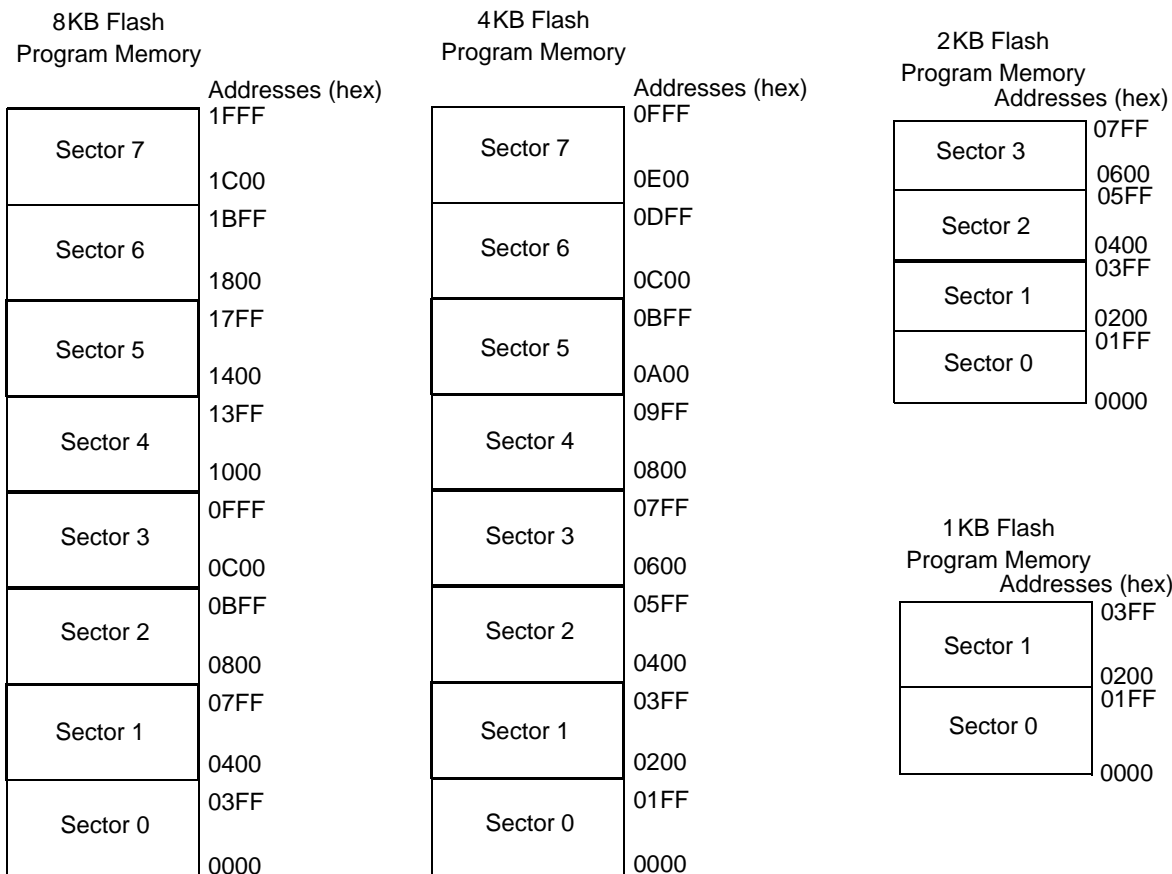 8KB Flash
Program Memory
Addresses (hex)
1FFF
Sector 7
1C00
1BFF
Sector 6
1800
17FF
Sector 5
1400
13FF
Sector 4
1000
0FFF
Sector 3
0C00
0BFF
Sector 2
0800
07FF
Sector 1
0400
03FF
Sector 0
0000
4KB Flash
Program Memory
Addresses (hex)
0FFF
Sector 7
0E00
0DFF
Sector 6
0C00
0BFF
Sector 5
0A00
09FF
Sector 4
0800
07FF
Sector 3
0600
05FF
Sector 2
0400
03FF
Sector 1
0200
01FF
Sector 0
0000
2KB Flash
Program Memory
Addresses (hex)
07FF
Sector 3
0600
05FF
Sector 2
0400
03FF
Sector 1
0200
01FF
Sector 0
0000
1KB Flash
Program Memory
Addresses (hex)
03FF
Sector 1
0200
01FF
Sector 0
0000